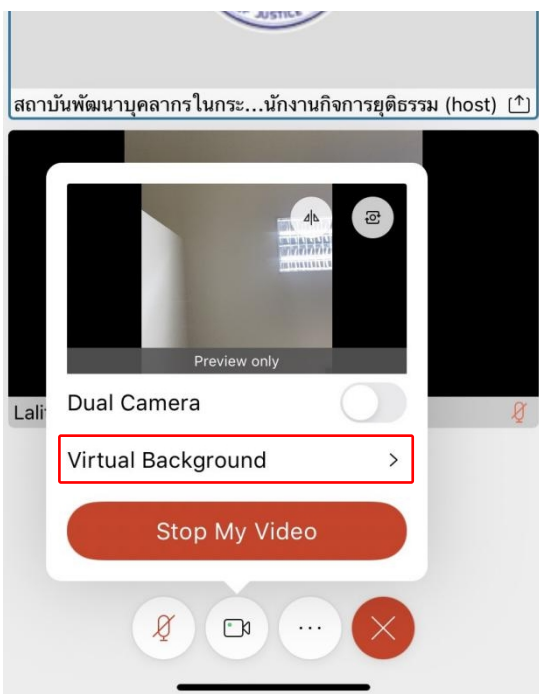 JUSTICE
สถาบันพัฒนาบุคลากรในกระ...นักงานกิจการยุติธรรม (host)
Preview only
Lali
Dual Camera
Virtual Background
Stop My Video